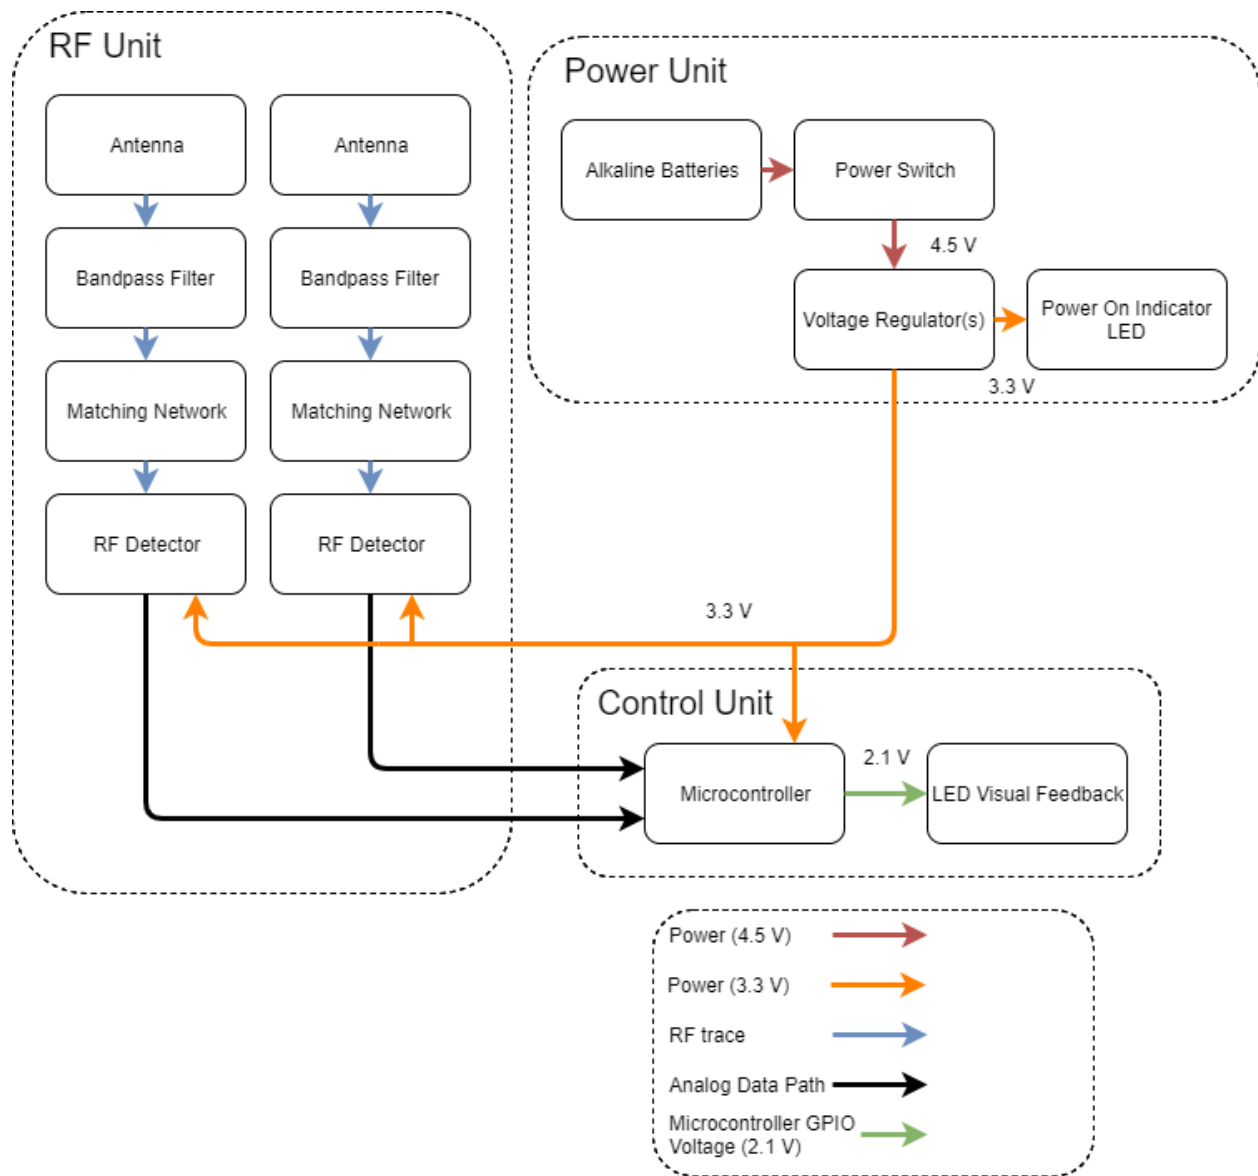 RF Unit
Antenna
Antenna
Bandpass Filter
Bandpass Filter
Matching Network
Matching Network
RF Detector
RF Detector
Power Unit
Alkaline Batteries
Power Switch
4.5 V
Voltage Regulator(s)
Power On Indicator
LED
3.3 V
3.3 V
Control Unit
Microcontroller
2.1 V
LED Visual Feedback
Power (4.5 V)
Power (3.3 V)
RF trace
Analog Data Path
Microcontroller GPIO
Voltage (2.1 V)